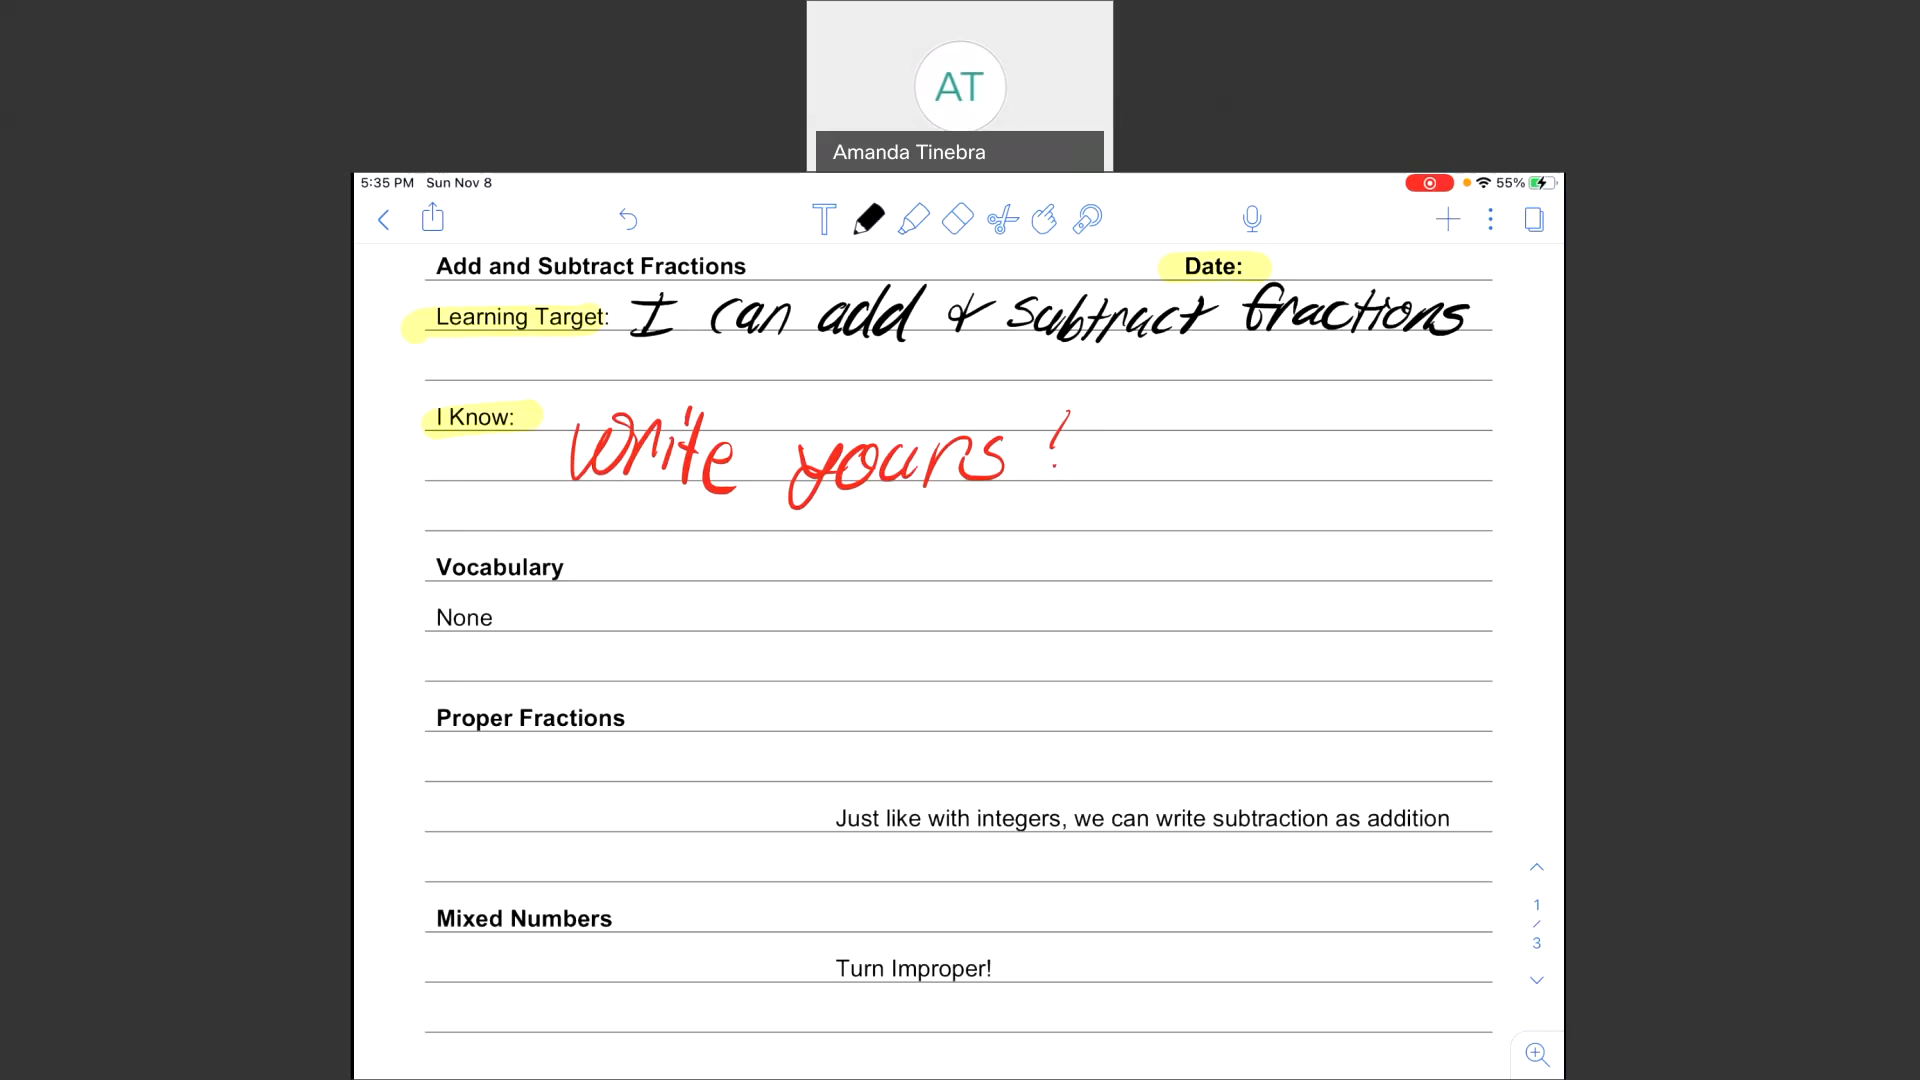 AT
Amanda Tinebra
5:35 PM Sun Nov 8
55%
T
Add and Subtract Fractions Date:
Learning Target: I can add & subtract fractions
I Know: write yours!
Vocabulary
None
Proper Fractions
Just like with integers, we can write subtraction as addition
Mixed Numbers
Turn Improper!
1
/
3